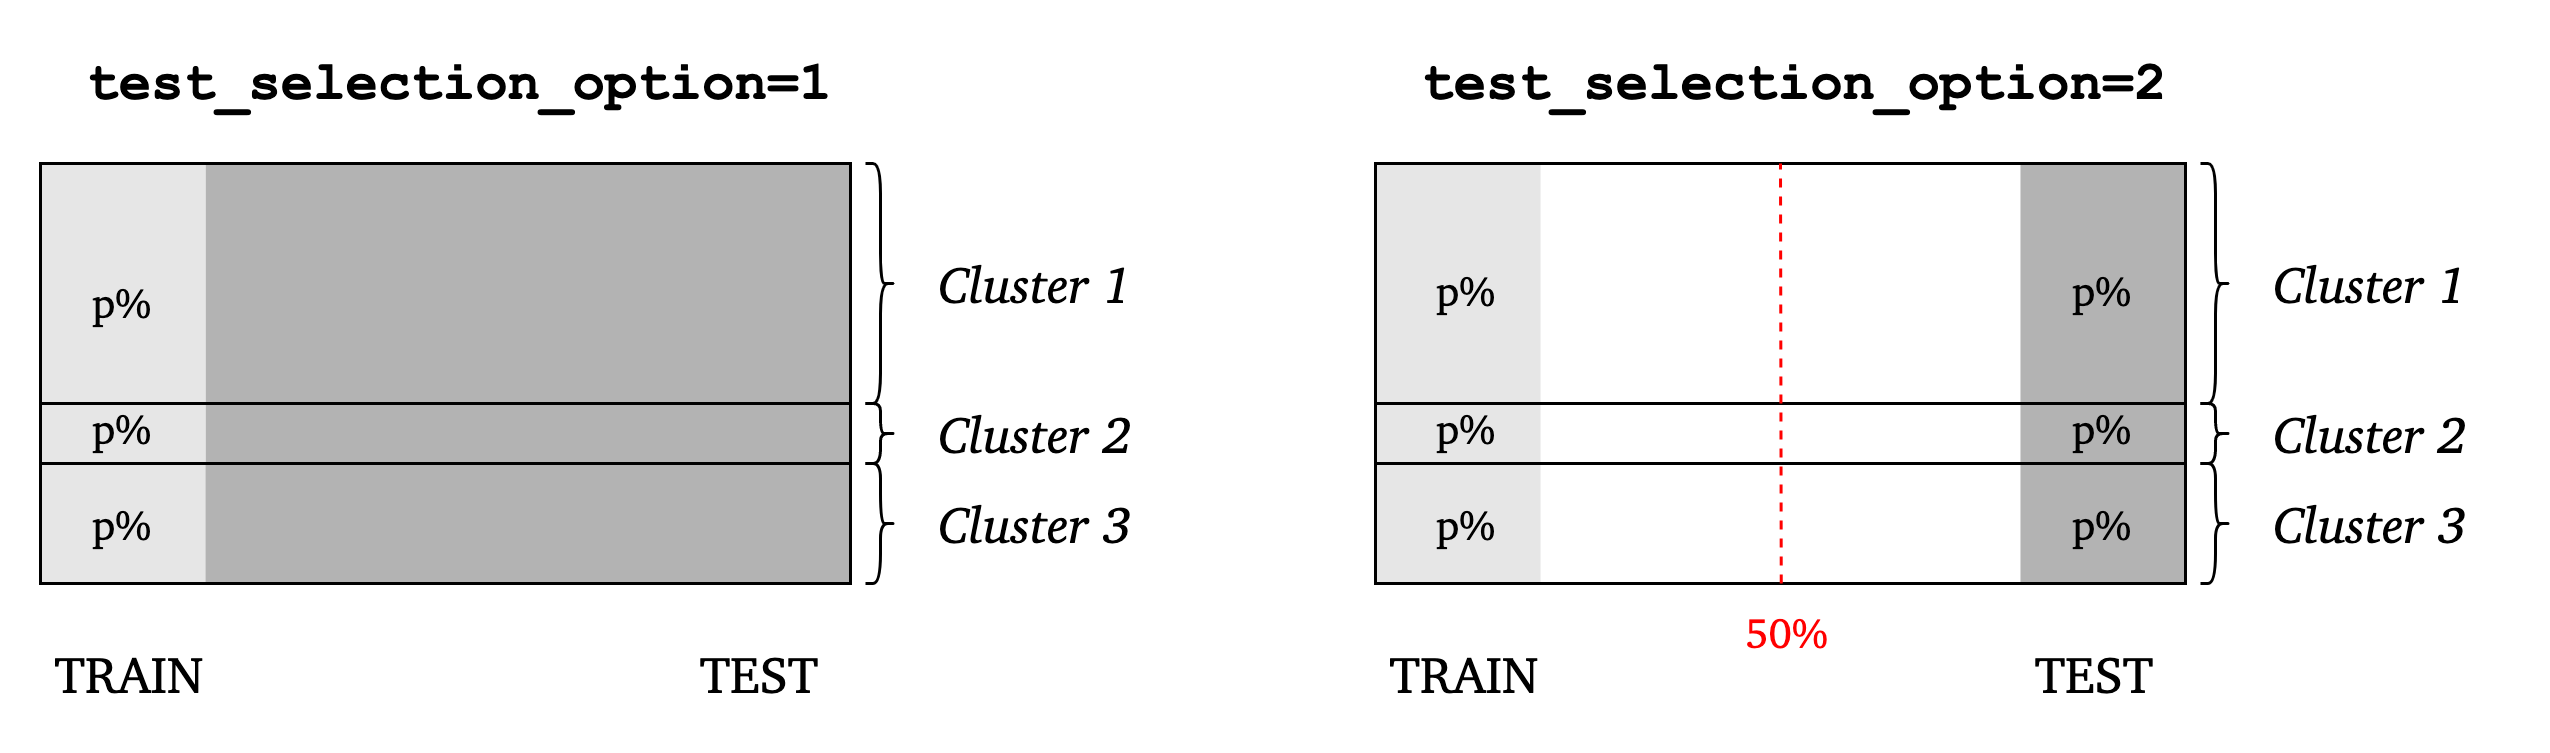 test_selection_option=1
p%
Cluster 1
p%
Cluster 2
p%
Cluster 3
TRAIN
TEST
test_selection_option=2
p%
p%
Cluster 1
p%
p%
Cluster 2
p%
p%
Cluster 3
50%
TRAIN
TEST